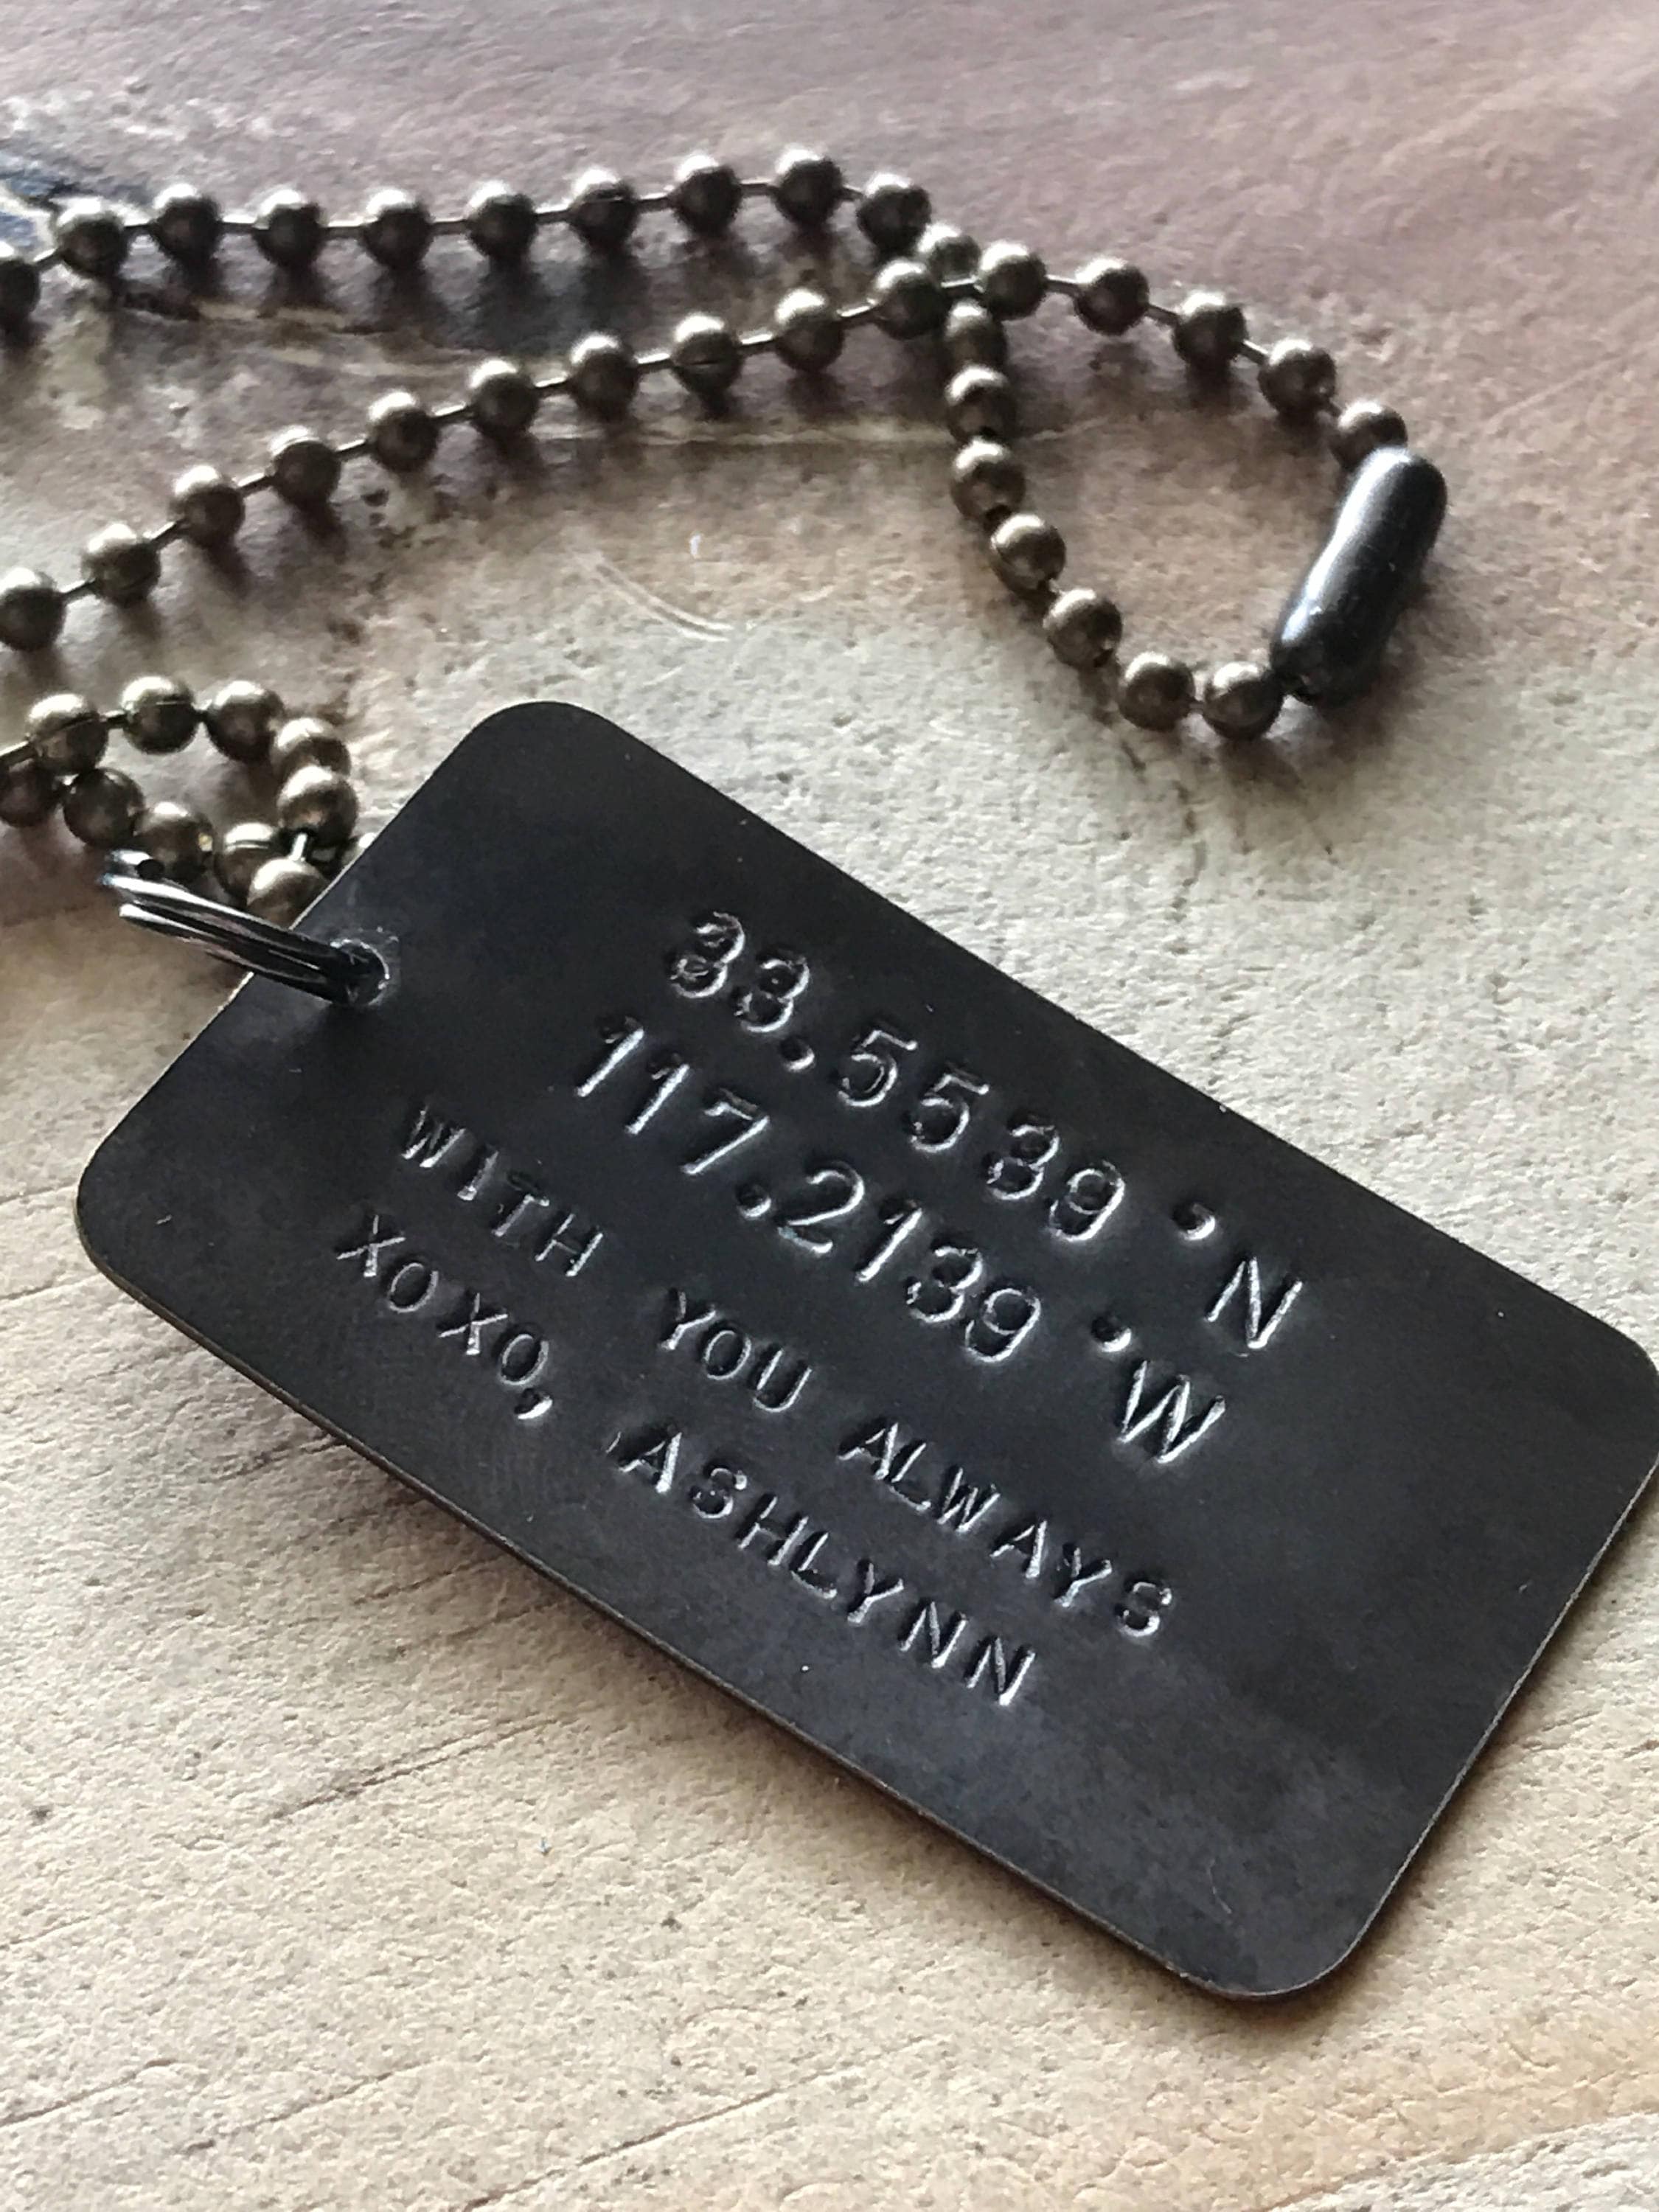 33.5539 °N
117.2139 °W
WITH YOU ALWAYS
XOXO, ASHLYNN